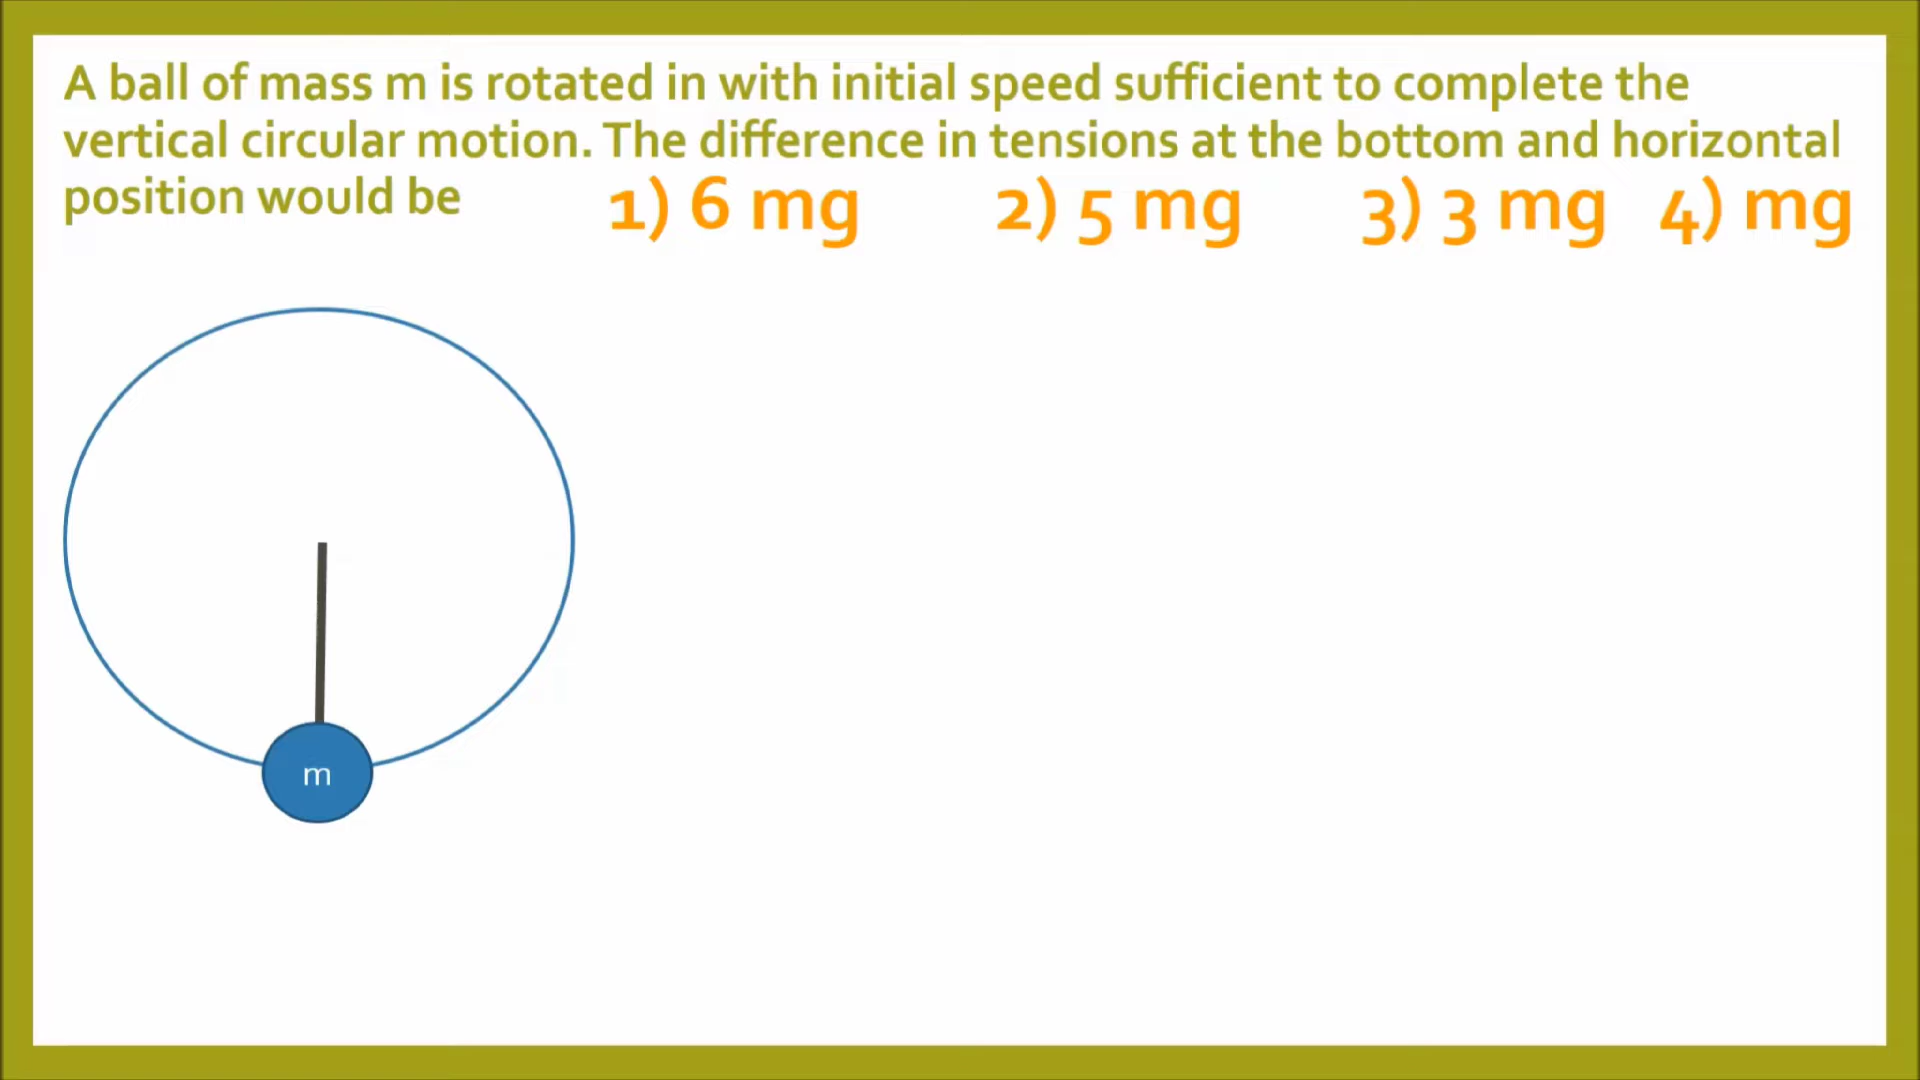 A ball of mass m is rotated in with initial speed sufficient to complete the
vertical circular motion. The difference in tensions at the bottom and horizontal
position would be 1) 6 mg 2) 5 mg 3) 3 mg 4) mg
m